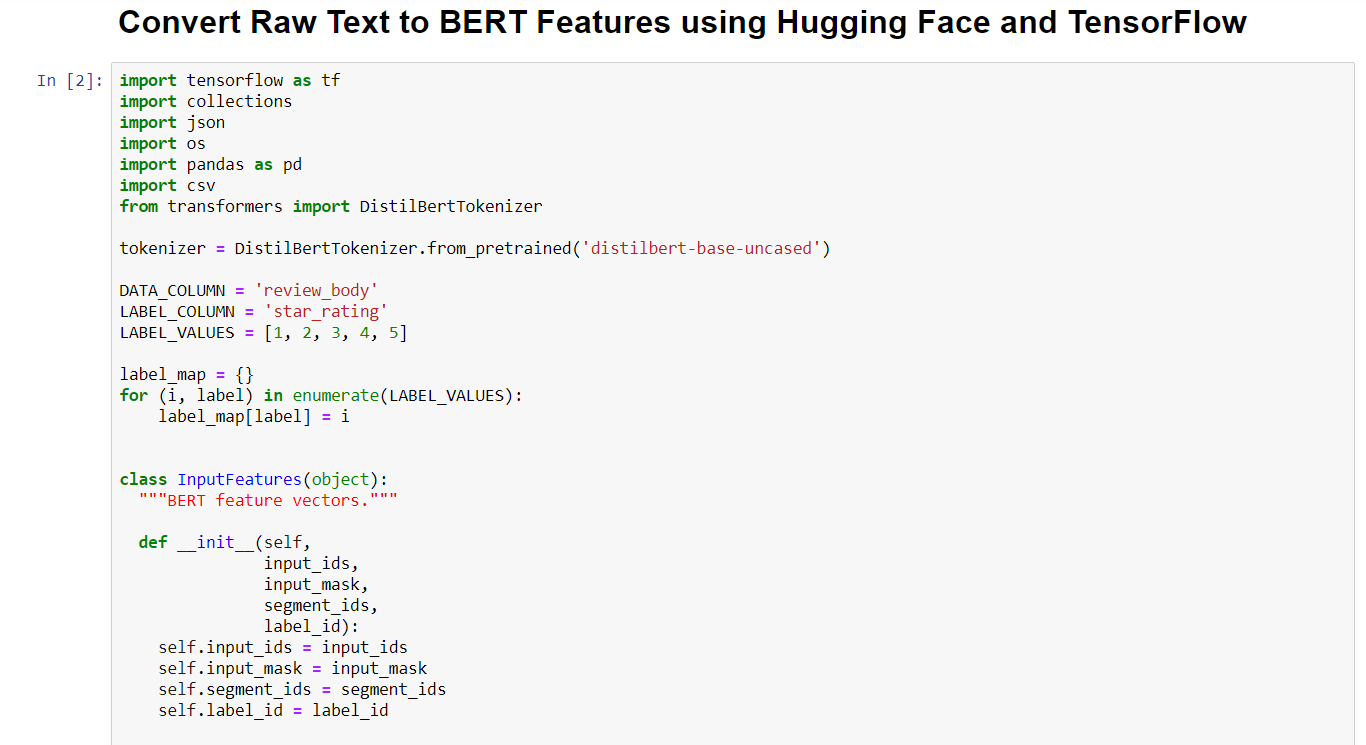 Convert Raw Text to BERT Features using Hugging Face and TensorFlow
In [2]: import tensorflow as tf
import collections
import json
import os
import pandas as pd
import csv
from transformers import DistilBertTokenizer
tokenizer = DistilBertTokenizer.from_pretrained('distilbert-base-uncased')
DATA_COLUMN = 'review_body'
LABEL_COLUMN = 'star_rating'
LABEL_VALUES = [1, 2, 3, 4, 5]
label_map = {}
for (i, label) in enumerate(LABEL_VALUES):
    label_map[label] = i
class InputFeatures(object):
  """BERT feature vectors."""
  def __init__(self,
               input_ids,
               input_mask,
               segment_ids,
               label_id):
    self.input_ids = input_ids
    self.input_mask = input_mask
    self.segment_ids = segment_ids
    self.label_id = label_id